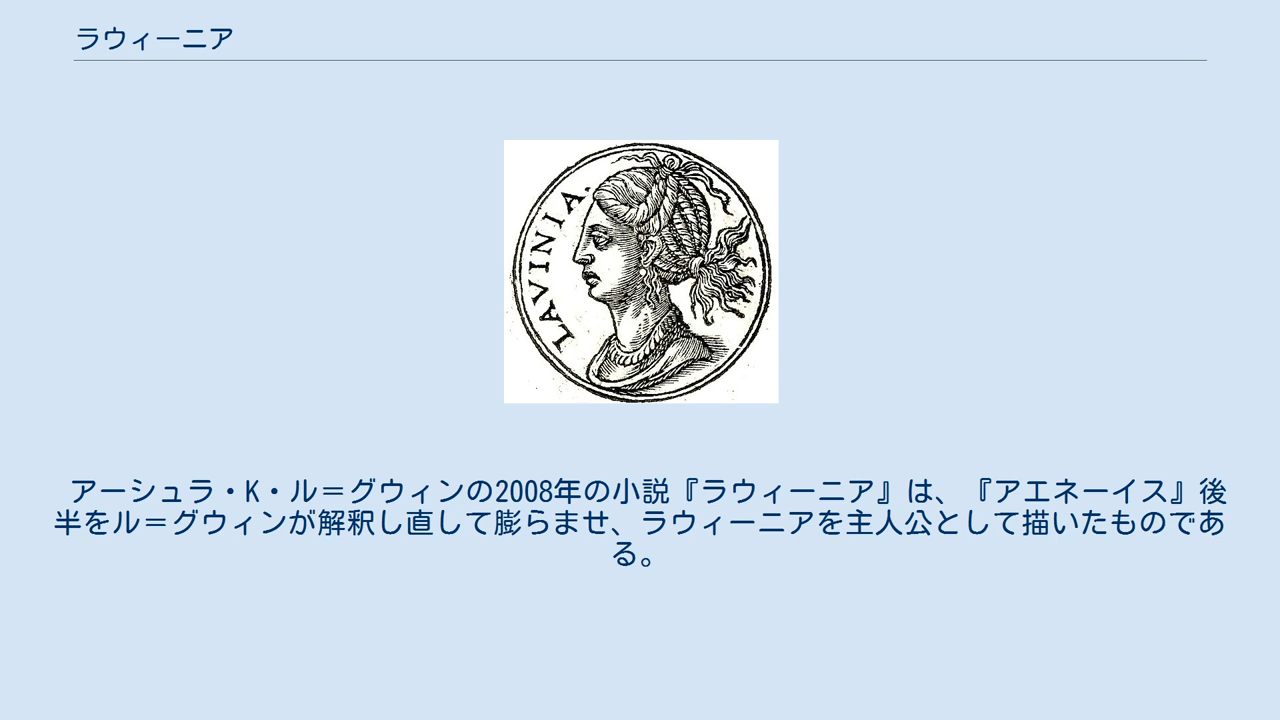 ラウィーニア
LAVINIA.
アーシュラ・K・ル＝グウィンの2008年の小説『ラウィーニア』は、『アエネーイス』後
半をル＝グウィンが解釈し直して膨らませ、ラウィーニアを主人公として描いたものであ
る。